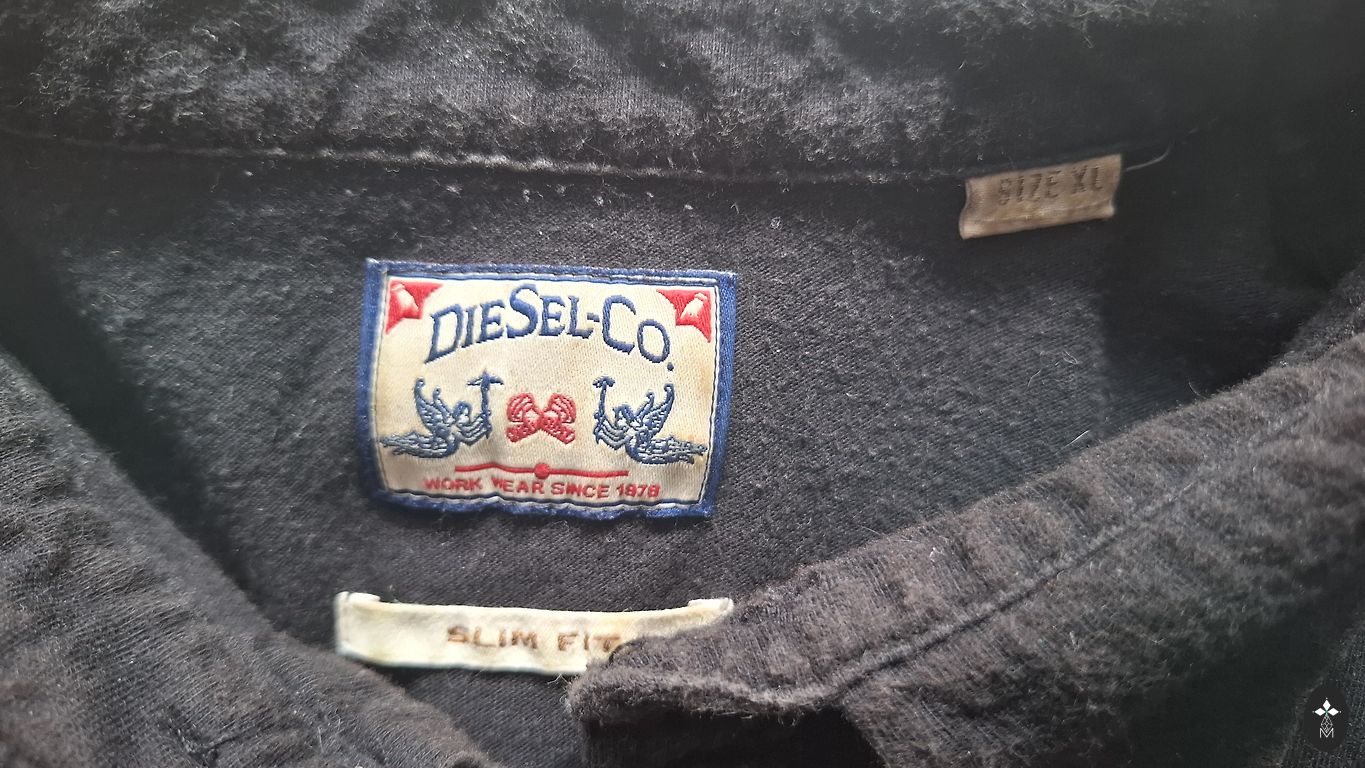 SIZE XL
DIESEL-CO.
WORK WEAR SINCE 1978
SLIM FIT
M